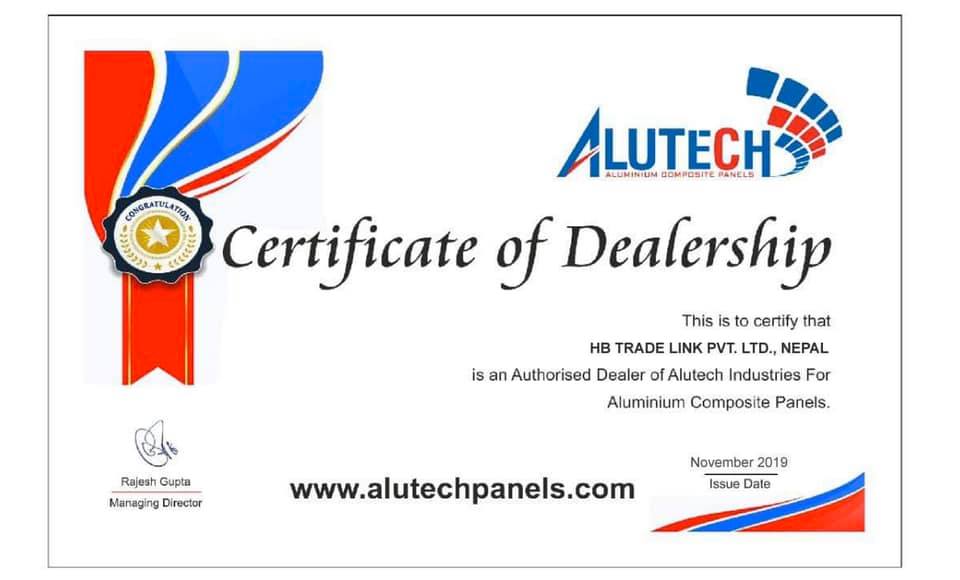 ALUTECH
ALUMINIUM COMPOSITE PANELS
CONGRATULATION
Certificate of Dealership
This is to certify that
HB TRADE LINK PVT. LTD., NEPAL
is an Authorised Dealer of Alutech Industries For
Aluminium Composite Panels.
Rajesh Gupta
Managing Director
www.alutechpanels.com
November 2019
Issue Date